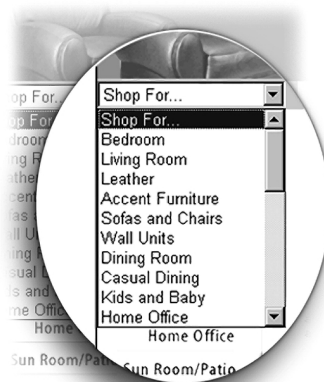 Shop For...
Shop For...
Bedroom
Living Room
Leather
Accent Furniture
Sofas and Chairs
Wall Units
Dining Room
Casual Dining
Kids and Baby
Home Office
Home Office
Sun Room/Patio